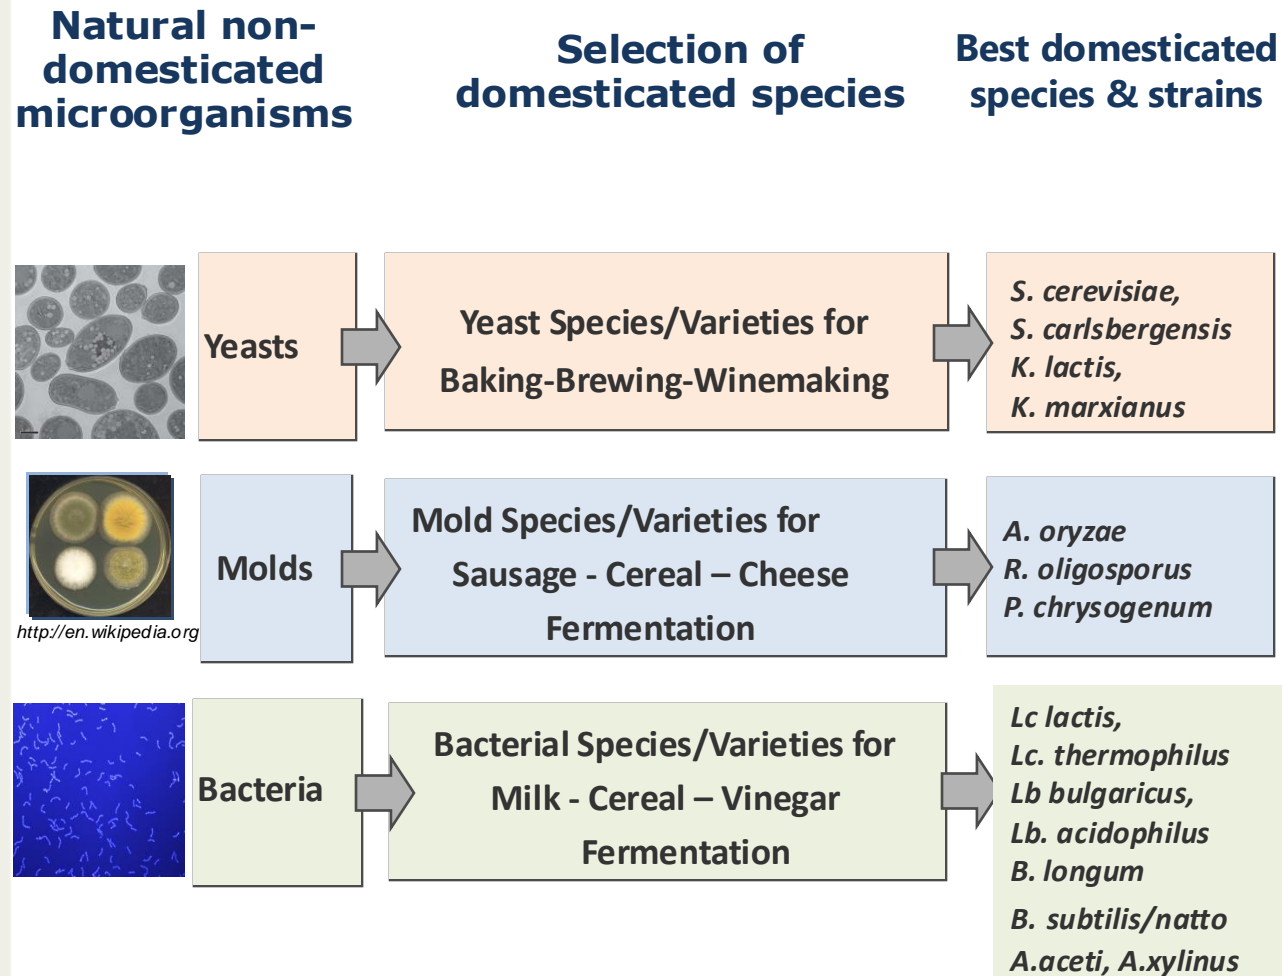 Natural non-
domesticated
microorganisms
Selection of
domesticated species
Best domesticated
species & strains
Yeasts
Yeast Species/Varieties for
Baking-Brewing-Winemaking
S. cerevisiae,
S. carlsbergensis
K. lactis,
K. marxianus
http://en.wikipedia.org
Molds
Mold Species/Varieties for
Sausage - Cereal – Cheese
Fermentation
A. oryzae
R. oligosporus
P. chrysogenum
Bacteria
Bacterial Species/Varieties for
Milk - Cereal – Vinegar
Fermentation
Lc lactis,
Lc. thermophilus
Lb bulgaricus,
Lb. acidophilus
B. longum
B. subtilis/natto
A.aceti, A.xylinus